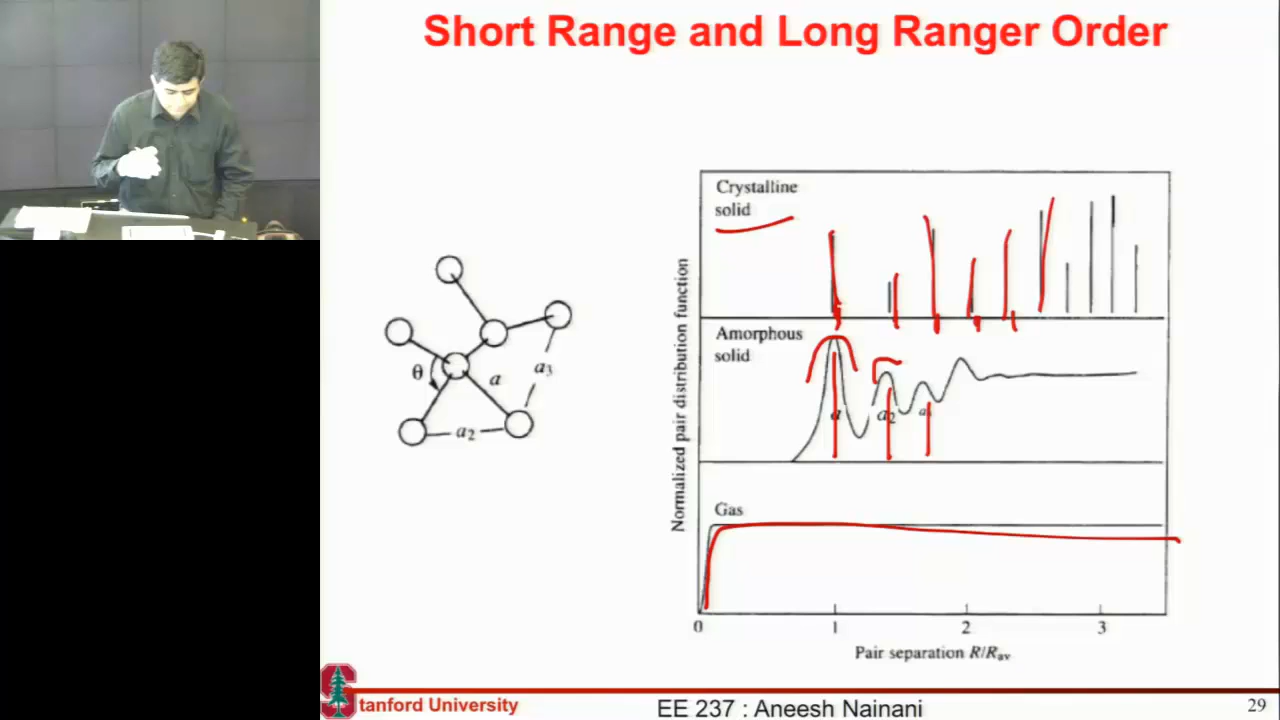 Short Range and Long Ranger Order
Crystalline
solid
Amorphous
solid
a
a2
a3
Gas
θ
a
a3
a2
Normalized pair distribution function
0
1
2
3
Pair separation R/Rav
Stanford University
EE 237 : Aneesh Nainani
29